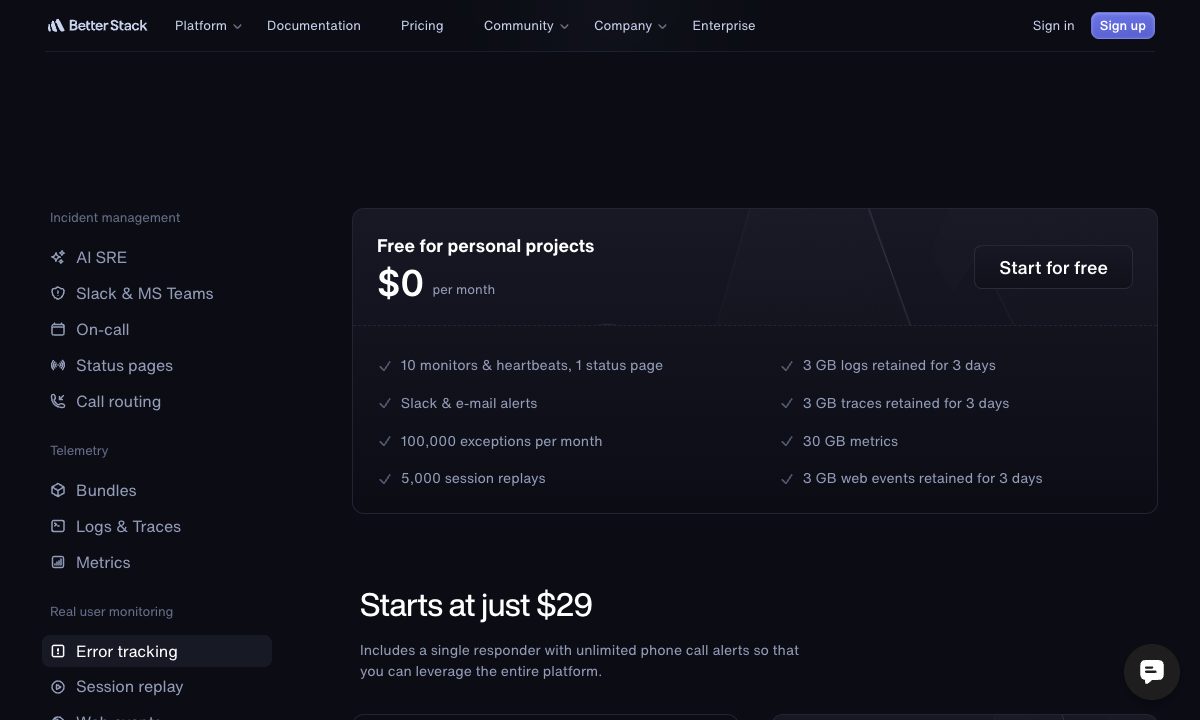 Better Stack
Platform
Documentation
Pricing
Community
Company
Enterprise
Sign in
Sign up
Incident management
AI SRE
Slack & MS Teams
On-call
Status pages
Call routing
Telemetry
Bundles
Logs & Traces
Metrics
Real user monitoring
Error tracking
Session replay
Free for personal projects
$0 per month
Start for free
10 monitors & heartbeats, 1 status page
Slack & e-mail alerts
100,000 exceptions per month
5,000 session replays
3 GB logs retained for 3 days
3 GB traces retained for 3 days
30 GB metrics
3 GB web events retained for 3 days
Starts at just $29
Includes a single responder with unlimited phone call alerts so that
you can leverage the entire platform.